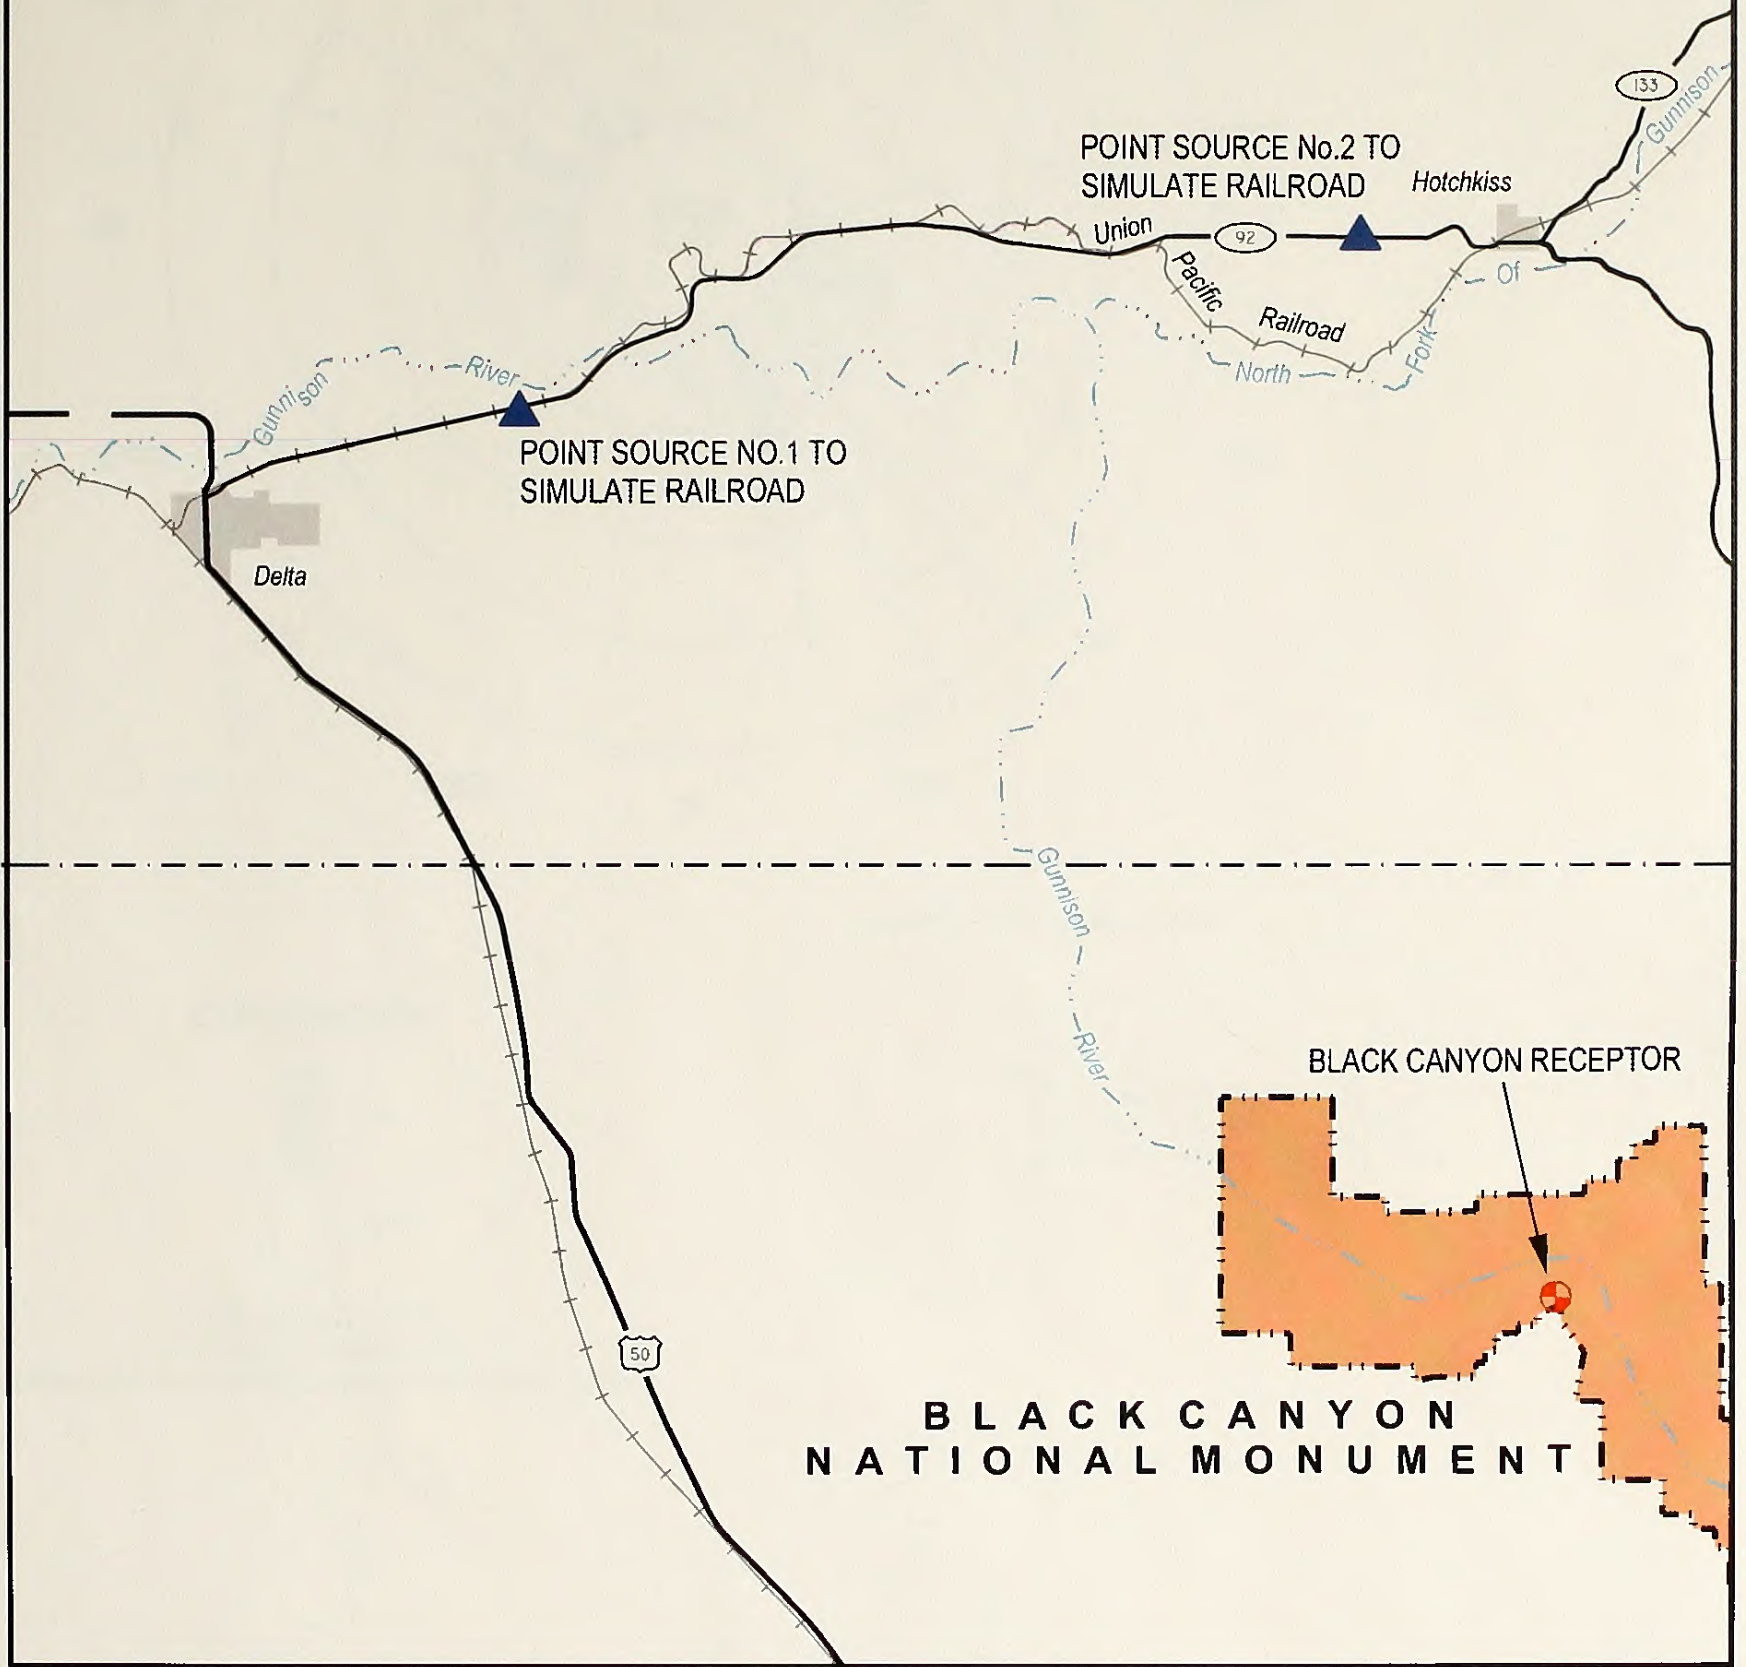 133
Gunnison
POINT SOURCE No.2 TO
SIMULATE RAILROAD
Hotchkiss
Union
92
Pacific
Of
Railroad
Fork
North
River
Gunnison
POINT SOURCE NO.1 TO
SIMULATE RAILROAD
Delta
Gunnison
River
BLACK CANYON RECEPTOR
50
BLACK CANYON
NATIONAL MONUMENT